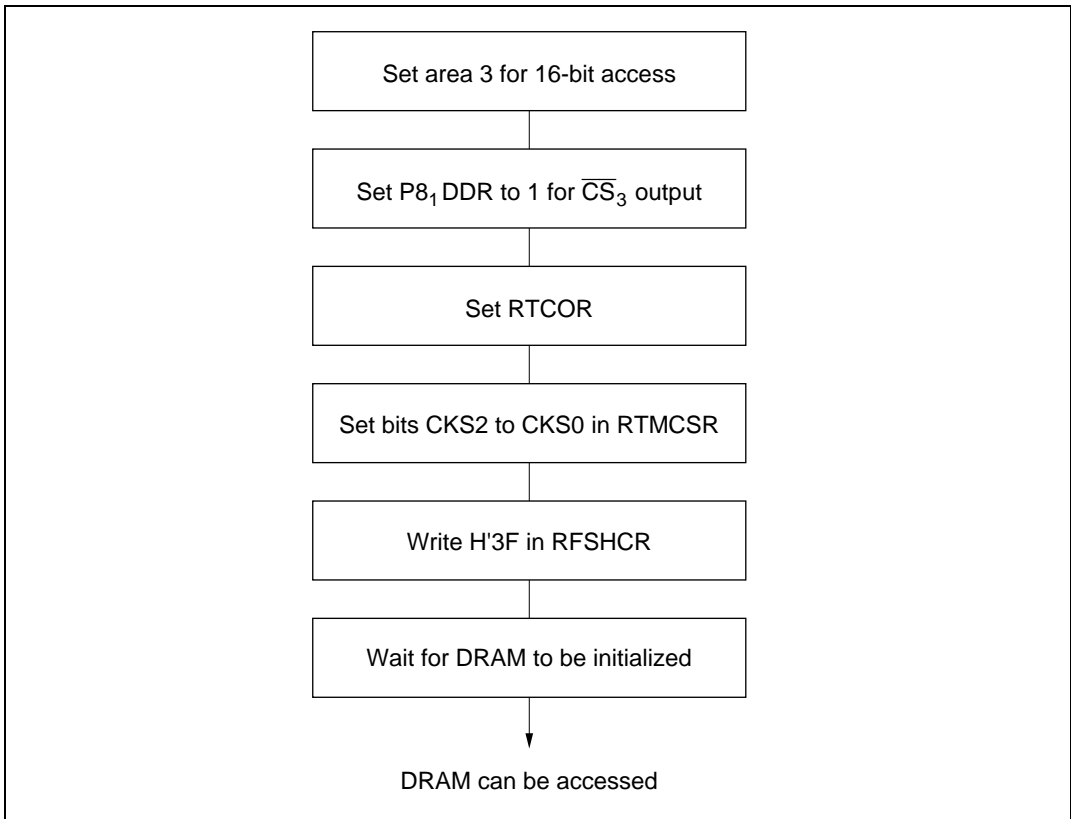 Set area 3 for 16-bit access
Set P8₁ DDR to 1 for C̅S̅₃ output
Set RTCOR
Set bits CKS2 to CKS0 in RTMCSR
Write H'3F in RFSHCR
Wait for DRAM to be initialized
DRAM can be accessed